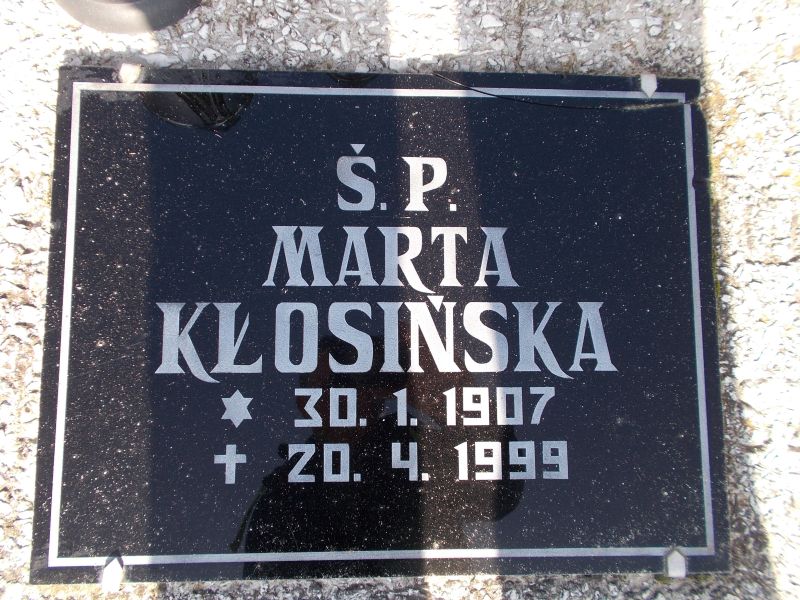 Ś. P.
MARTA
KŁOSIŃSKA
✶ 30. 1. 1907
✝ 20. 4. 1999